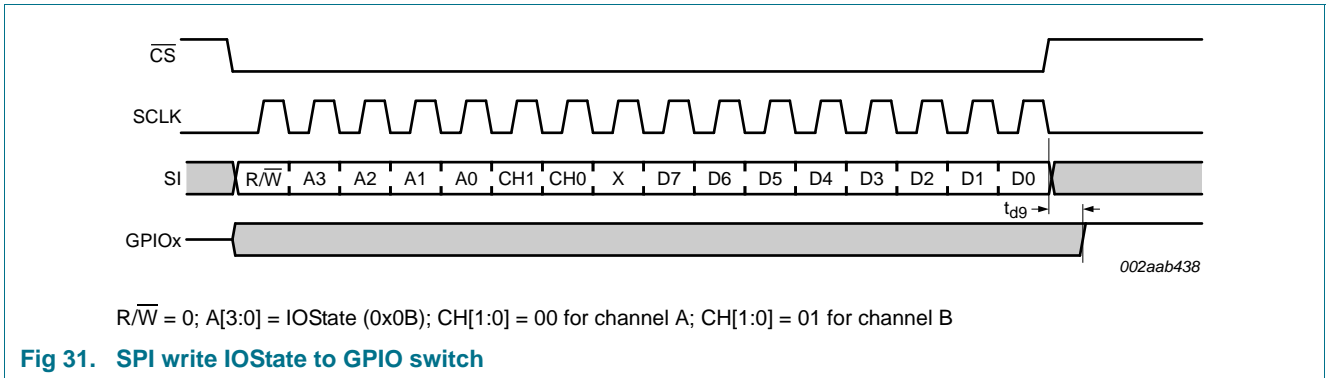 C̅S̅
SCLK
SI R/W̅ A3 A2 A1 A0 CH1 CH0 X D7 D6 D5 D4 D3 D2 D1 D0
td9
GPIOx
002aab438
R/W̅ = 0; A[3:0] = IOState (0x0B); CH[1:0] = 00 for channel A; CH[1:0] = 01 for channel B
Fig 31. SPI write IOState to GPIO switch